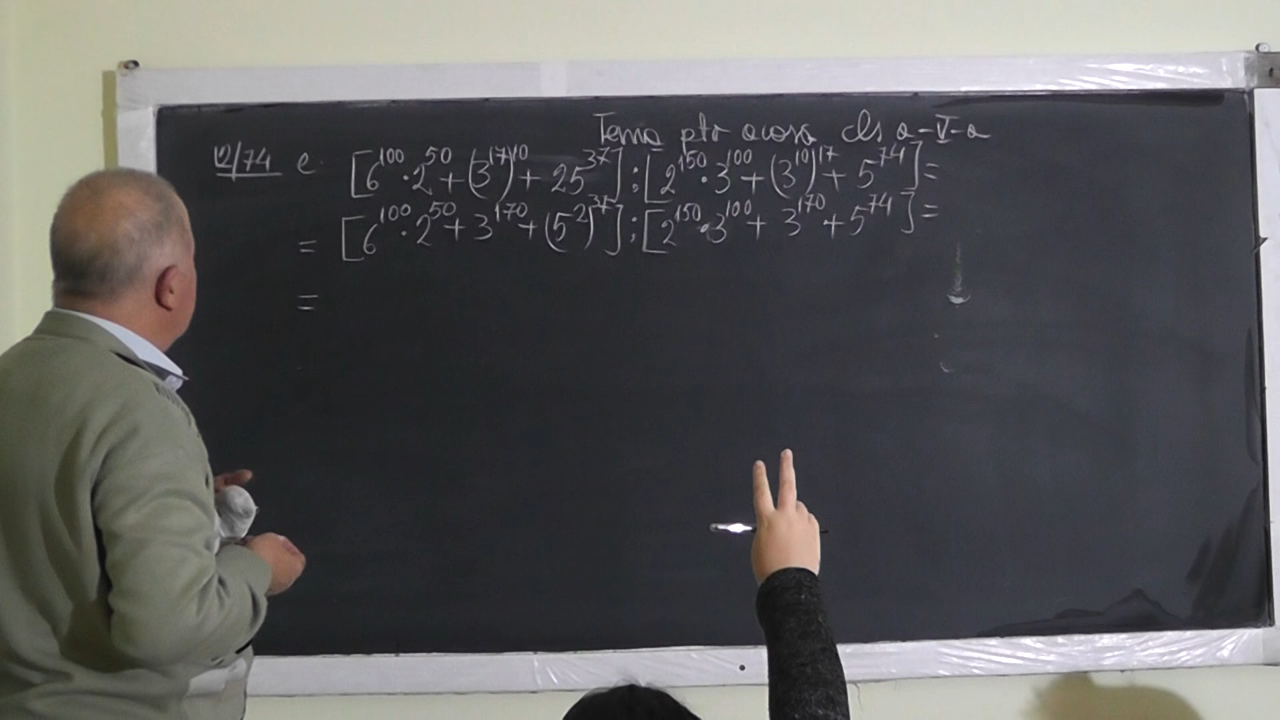 Tema ptr acasa cls a-V-a
12/74 e. [6^100·2^50+(3^17)^10+25^37]:[2^150·3^100+(3^10)^17+5^74]=
= [6^100·2^50+3^170+(5^2)^37]:[2^150·3^100+3^170+5^74]=
=